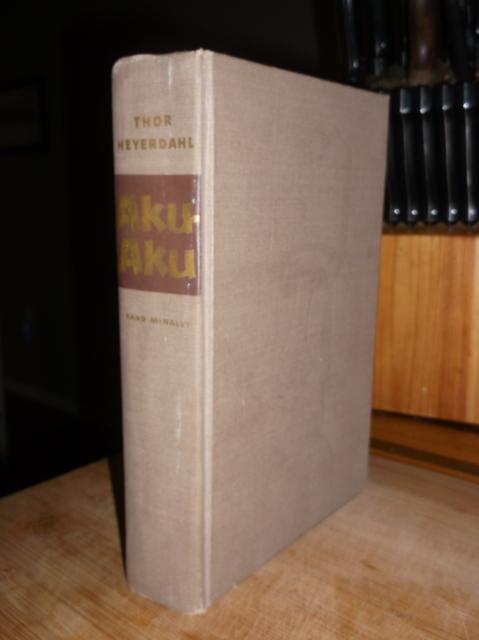 THOR
HEYERDAHL
Aku-
Aku
RAND MCNALLY